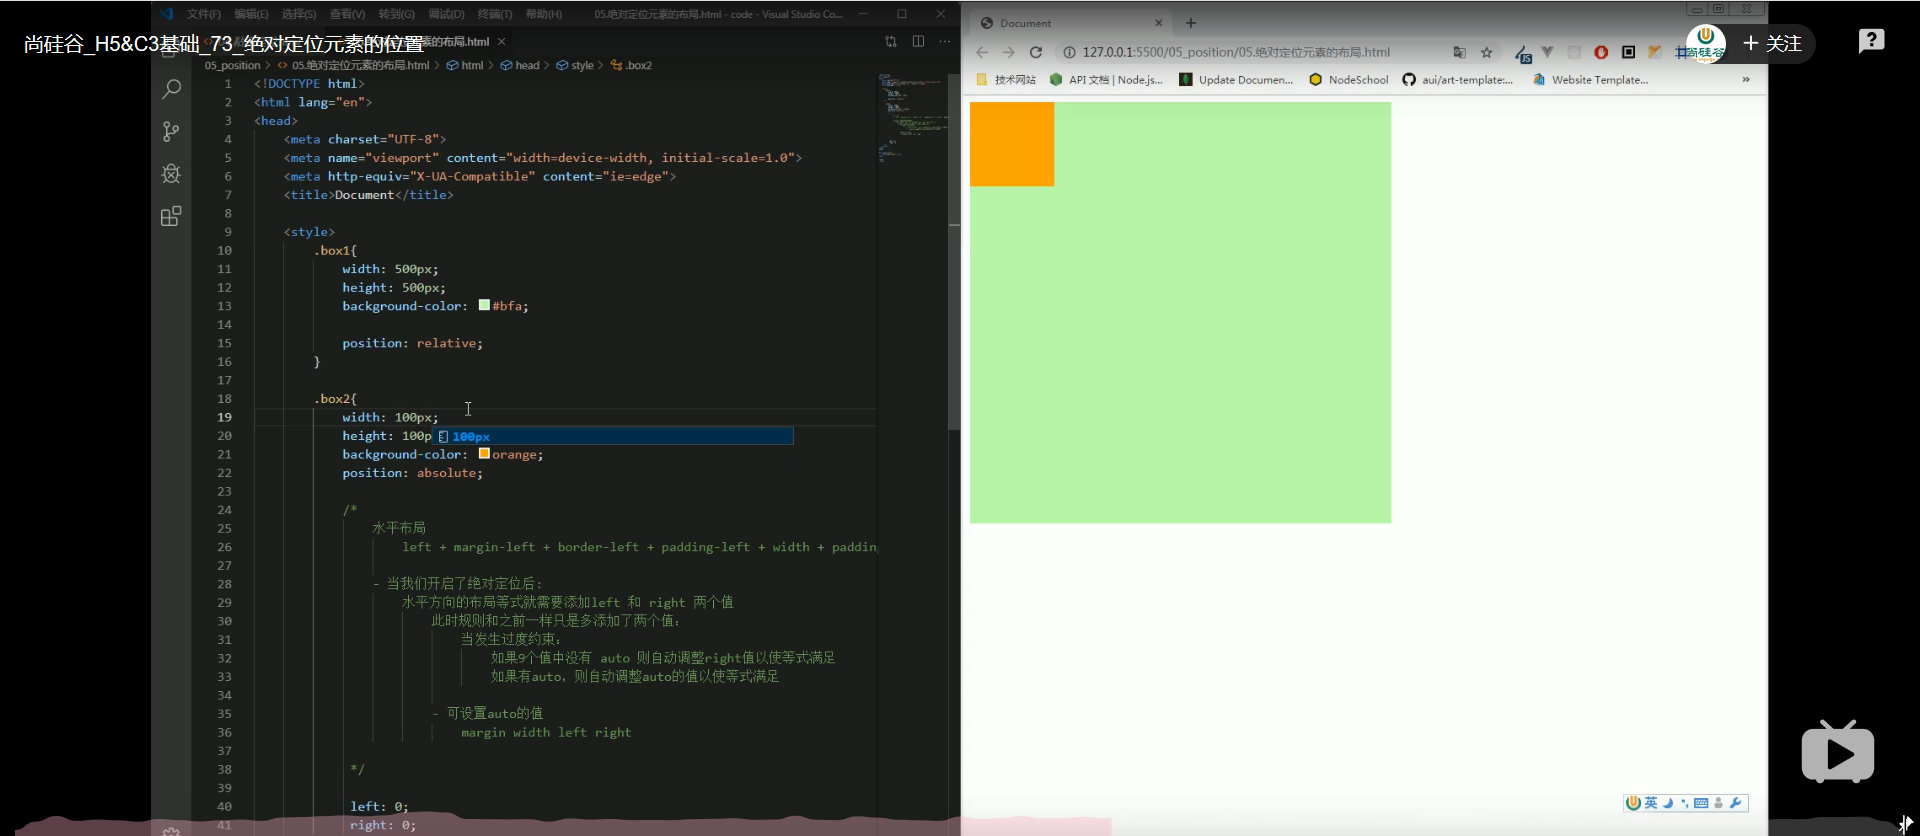 文件(F) 编辑(E) 选择(S) 查看(V) 转到(G) 调试(D) 终端(T) 帮助(H) 05.绝对定位元素的布局.html - code - Visual Studio Co...
尚硅谷_H5&C3基础_73_绝对定位元素的位置
素的布局.html
05_position > 05.绝对定位元素的布局.html > html > head > style > .box2
1 <!DOCTYPE html>
2 <html lang="en">
3 <head>
4 <meta charset="UTF-8">
5 <meta name="viewport" content="width=device-width, initial-scale=1.0">
6 <meta http-equiv="X-UA-Compatible" content="ie=edge">
7 <title>Document</title>
8
9 <style>
10 .box1{
11 width: 500px;
12 height: 500px;
13 background-color: #bfa;
14
15 position: relative;
16 }
17
18 .box2{
19 width: 100px;
20 height: 100p
100px
21 background-color: orange;
22 position: absolute;
23
24 /*
25 水平布局
26 left + margin-left + border-left + padding-left + width + paddin
27
28 - 当我们开启了绝对定位后:
29 水平方向的布局等式就需要添加left 和 right 两个值
30 此时规则和之前一样只是多添加了两个值:
31 当发生过度约束:
32 如果9个值中没有 auto 则自动调整right值以使等式满足
33 如果有auto，则自动调整auto的值以使等式满足
34
35 - 可设置auto的值
36 margin width left right
37
38 */
39
40 left: 0;
41 right: 0;
Document
127.0.0.1:5500/05_position/05.绝对定位元素的布局.html
JS
尚硅谷
+ 关注
技术网站 API 文档 | Node.js... Update Documen... NodeSchool aui/art-template:... Website Template... »
英